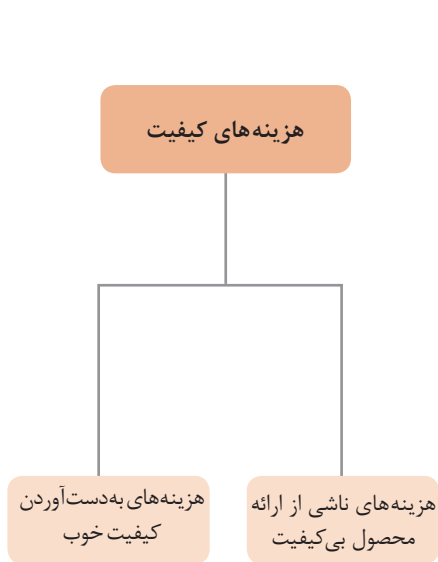 هزینه‌های کیفیت
هزینه‌های ناشی از ارائه
محصول بی‌کیفیت
هزینه‌های به‌دست‌آوردن
کیفیت خوب